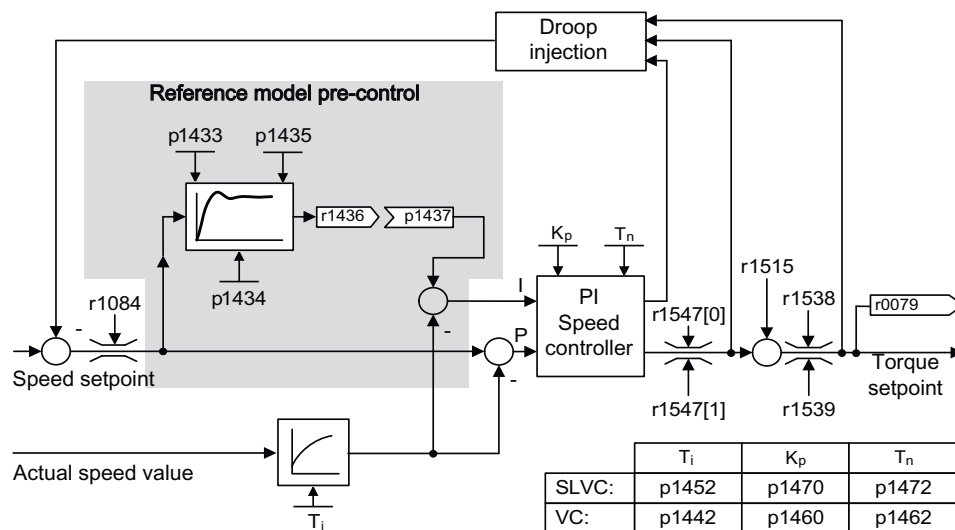 Droop
injection
Reference model pre-control
p1433
p1435
r1436
p1437
p1434
Kp
Tn
r1084
-
-
I
P
-
PI
Speed
controller
r1547[0]
r1547[1]
r1515
r1538
r1539
r0079
Speed setpoint
Torque
setpoint
Actual speed value
Ti
Ti Kp Tn
SLVC: p1452 p1470 p1472
VC: p1442 p1460 p1462